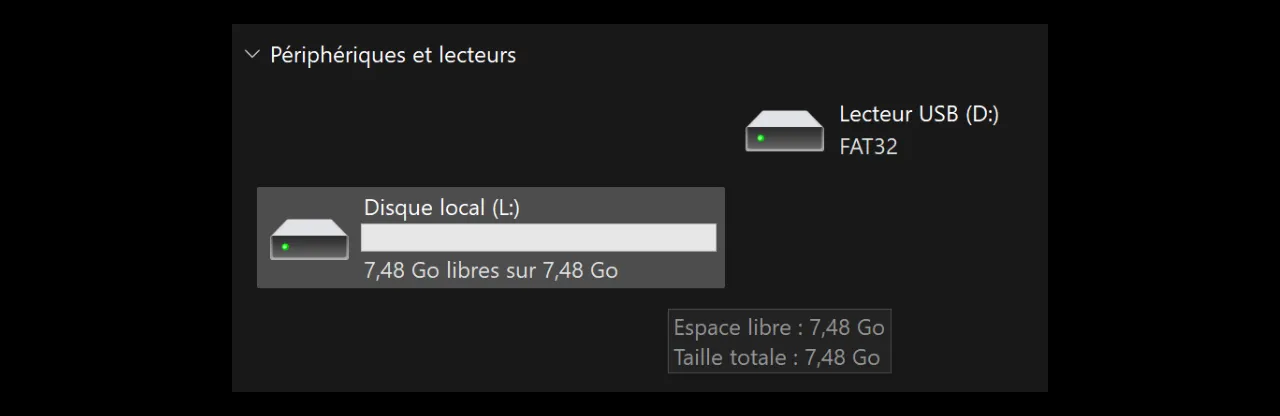 Périphériques et lecteurs
Lecteur USB (D:)
FAT32
Disque local (L:)
7,48 Go libres sur 7,48 Go
Espace libre : 7,48 Go
Taille totale : 7,48 Go